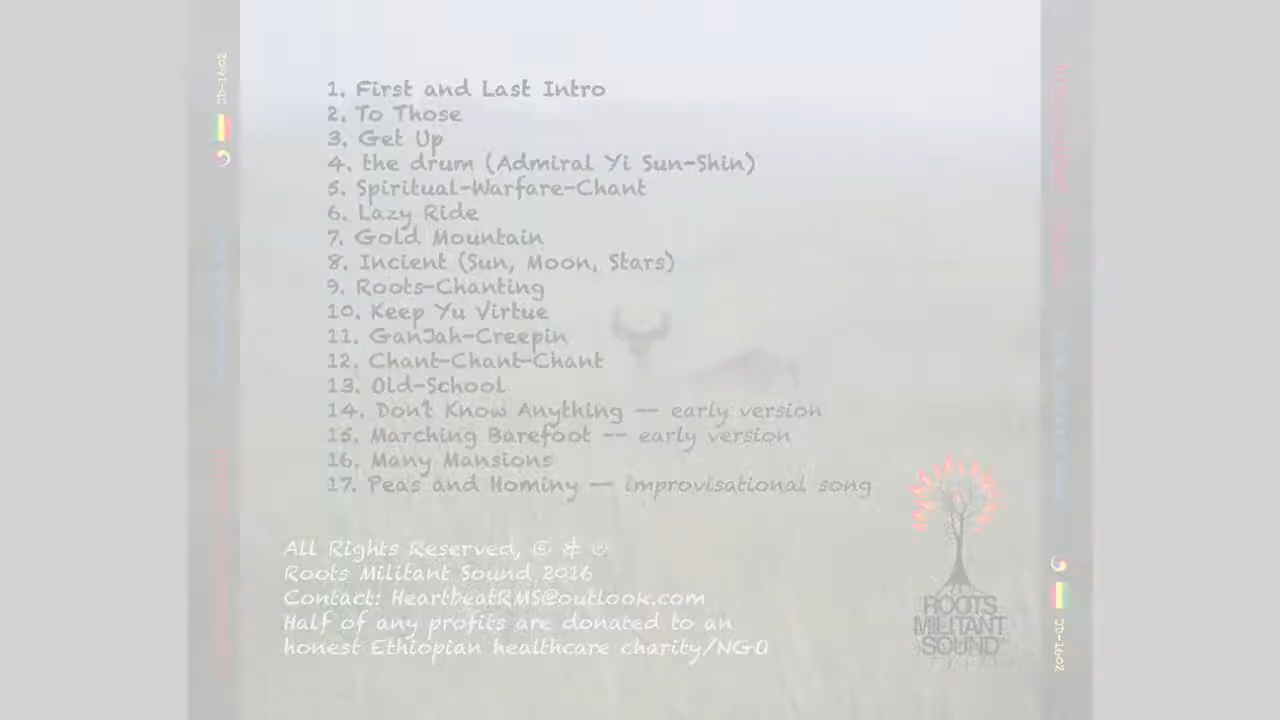 1. First and Last Intro
2. To Those
3. Get Up
4. the drum (Admiral Yi Sun-Shin)
5. Spiritual-Warfare-Chant
6. Lazy Ride
7. Gold Mountain
8. Incient (Sun, Moon, Stars)
9. Roots-Chanting
10. Keep Yu Virtue
11. GanJah-Creepin
12. Chant-Chant-Chant
13. Old-School
14. Don't Know Anything -- early version
15. Marching Barefoot -- early version
16. Many Mansions
17. Peas and Hominy -- improvisational song
All Rights Reserved, © &
Roots Militant Sound 2016
Contact: HeartbeatRMS@outlook.com
Half of any profits are donated to an
honest Ethiopian healthcare charity/NGO
ROOTS
MILITANT
SOUND